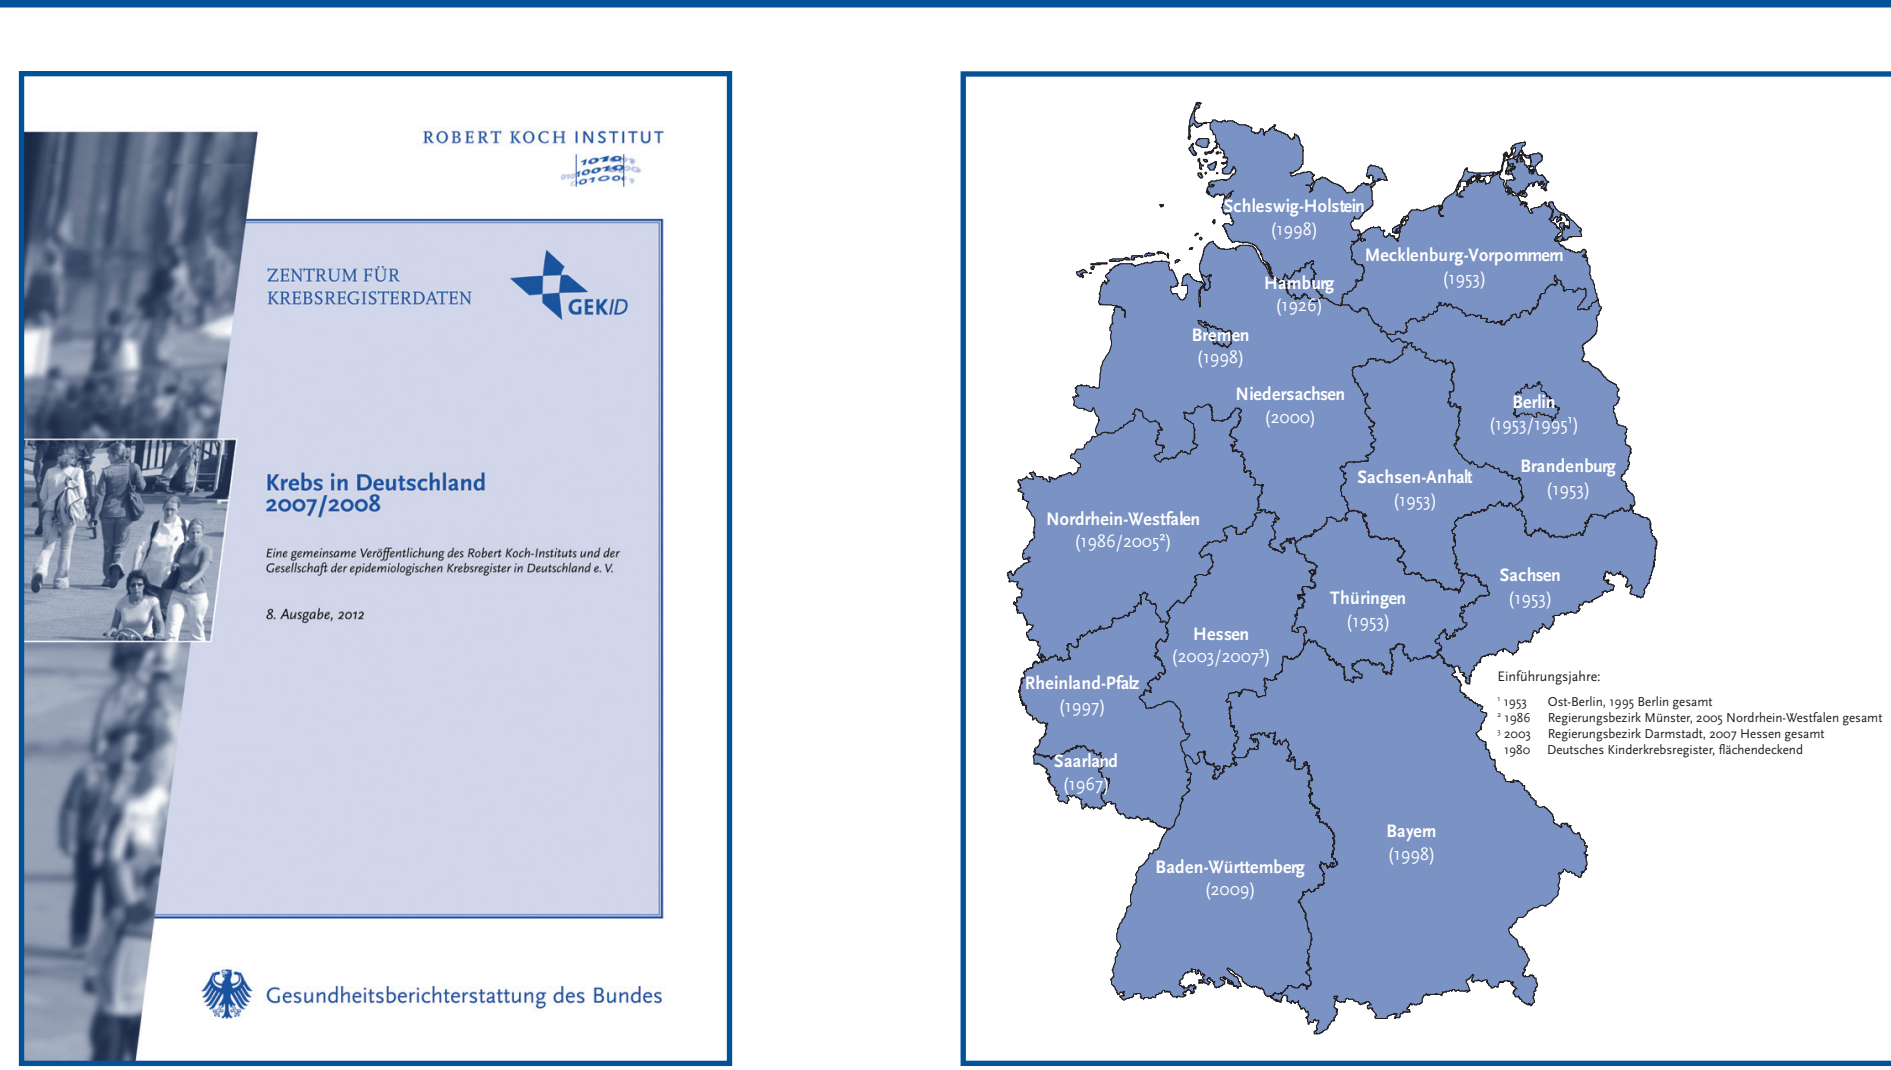 ROBERT KOCH INSTITUT
ZENTRUM FÜR
KREBSREGISTERDATEN
GEKID
Krebs in Deutschland
2007/2008
Eine gemeinsame Veröffentlichung des Robert Koch-Instituts und der
Gesellschaft der epidemiologischen Krebsregister in Deutschland e. V.
8. Ausgabe, 2012
Gesundheitsberichterstattung des Bundes
Schleswig-Holstein
(1998)
Mecklenburg-Vorpommern
(1953)
Hamburg
(1926)
Bremen
(1998)
Niedersachsen
(2000)
Berlin
(1953/1995¹)
Brandenburg
(1953)
Sachsen-Anhalt
(1953)
Nordrhein-Westfalen
(1986/2005²)
Sachsen
(1953)
Thüringen
(1953)
Hessen
(2003/2007³)
Rheinland-Pfalz
(1997)
Saarland
(1967)
Bayern
(1998)
Baden-Württemberg
(2009)
Einführungsjahre:
¹ 1953 Ost-Berlin, 1995 Berlin gesamt
² 1986 Regierungsbezirk Münster, 2005 Nordrhein-Westfalen gesamt
³ 2003 Regierungsbezirk Darmstadt, 2007 Hessen gesamt
1980 Deutsches Kinderkrebsregister, flächendeckend